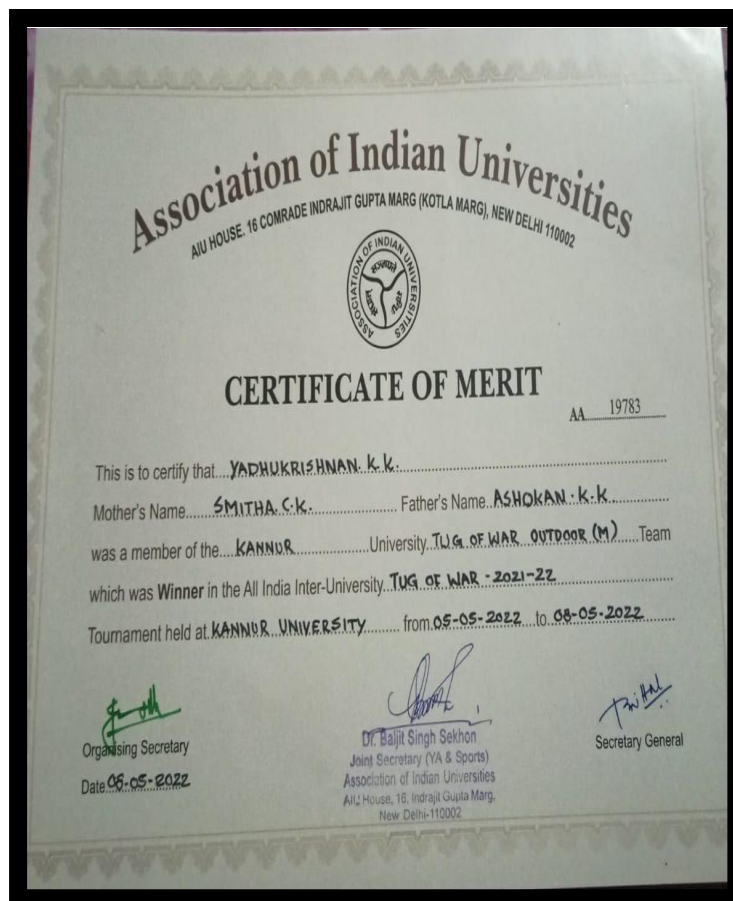 Association of Indian Universities
AIU HOUSE. 16 COMRADE INDRAJIT GUPTA MARG (KOTLA MARG), NEW DELHI 110002
ASSOCIATION OF INDIAN UNIVERSITIES
CERTIFICATE OF MERIT
AA 19783
This is to certify that YADHUKRISHNAN. K.K.
Mother's Name SMITHA. C.K. Father's Name ASHOKAN. K.K.
was a member of the KANNUR University TUG OF WAR OUTDOOR (M) Team
which was Winner in the All India Inter-University TUG OF WAR - 2021-22
Tournament held at KANNUR UNIVERSITY from 05-05-2022 to 08-05-2022
Organising Secretary
Date 08-05-2022
Dr. Baljit Singh Sekhon
Joint Secretary (YA & Sports)
Association of Indian Universities
AIU House, 16, Indrajit Gupta Marg,
New Delhi-110002
Secretary General